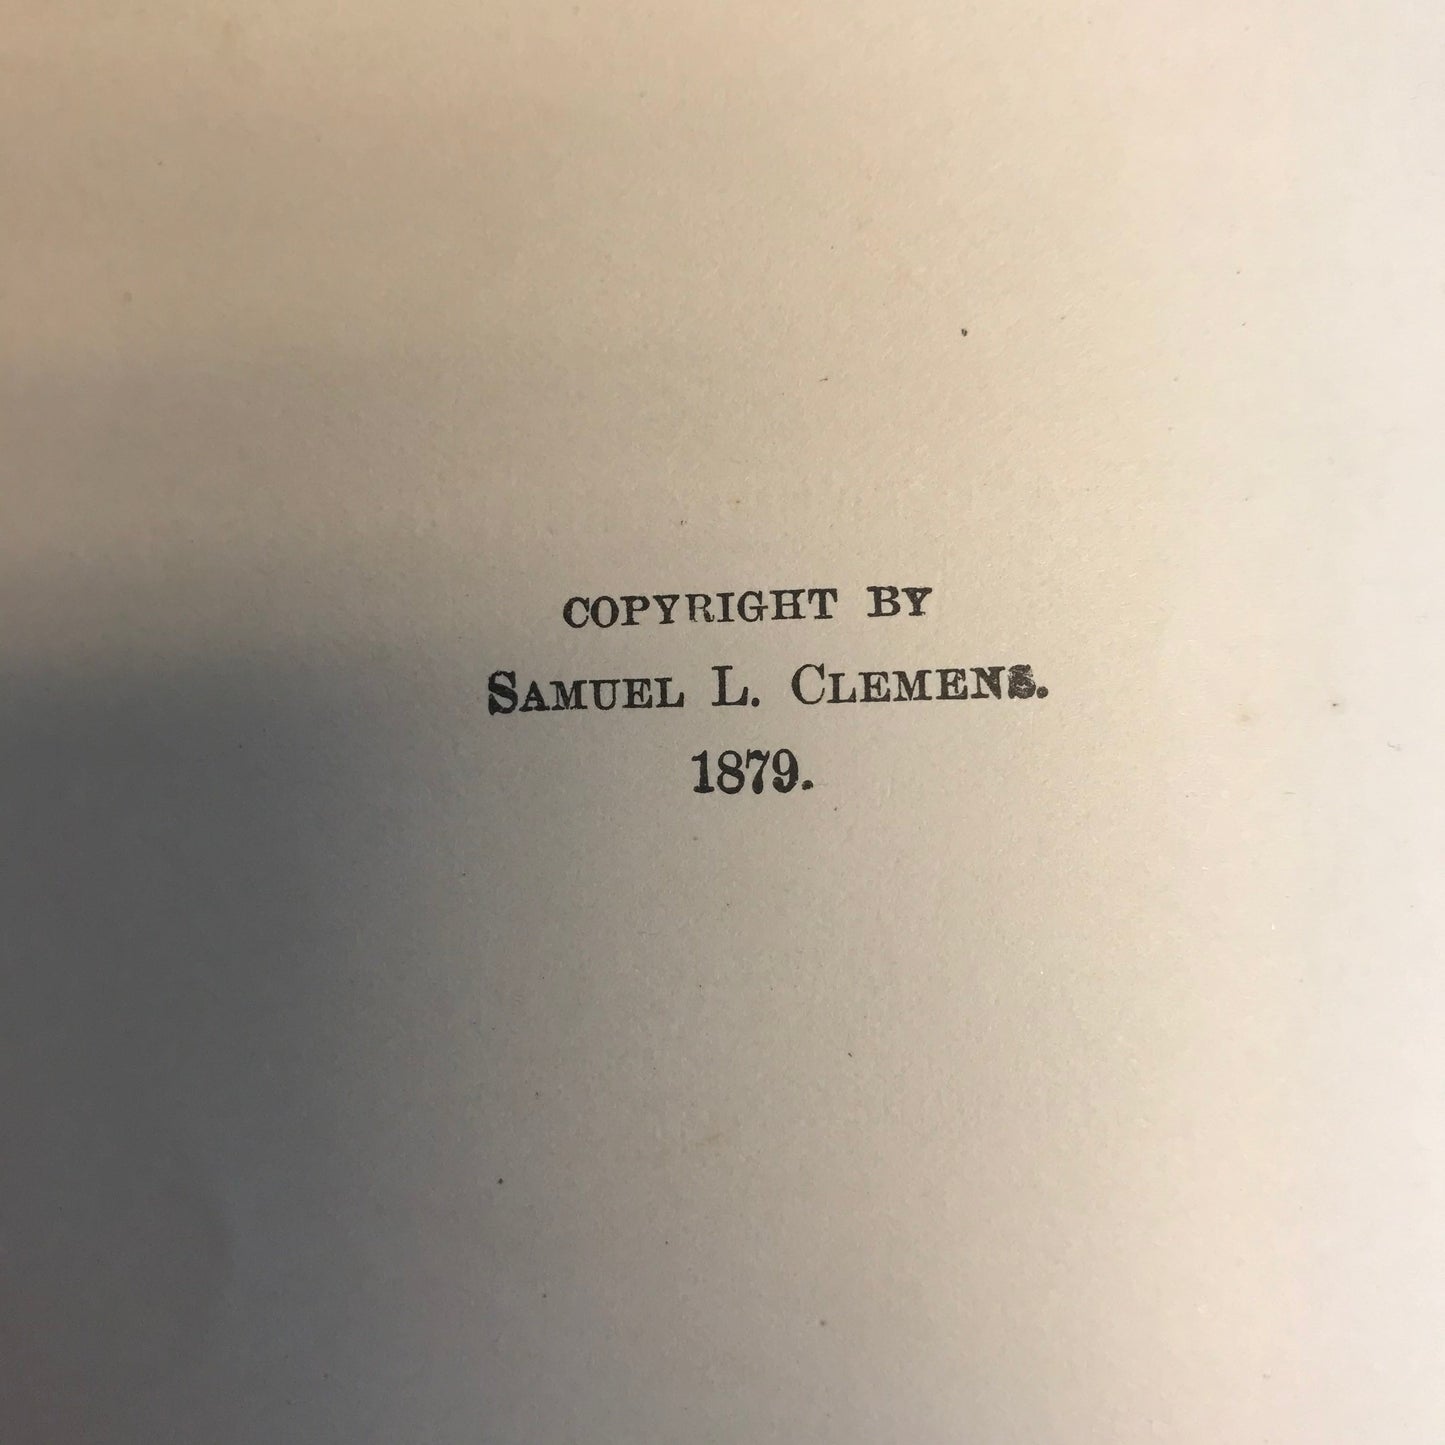 COPYRIGHT BY
SAMUEL L. CLEMENS.
1879.